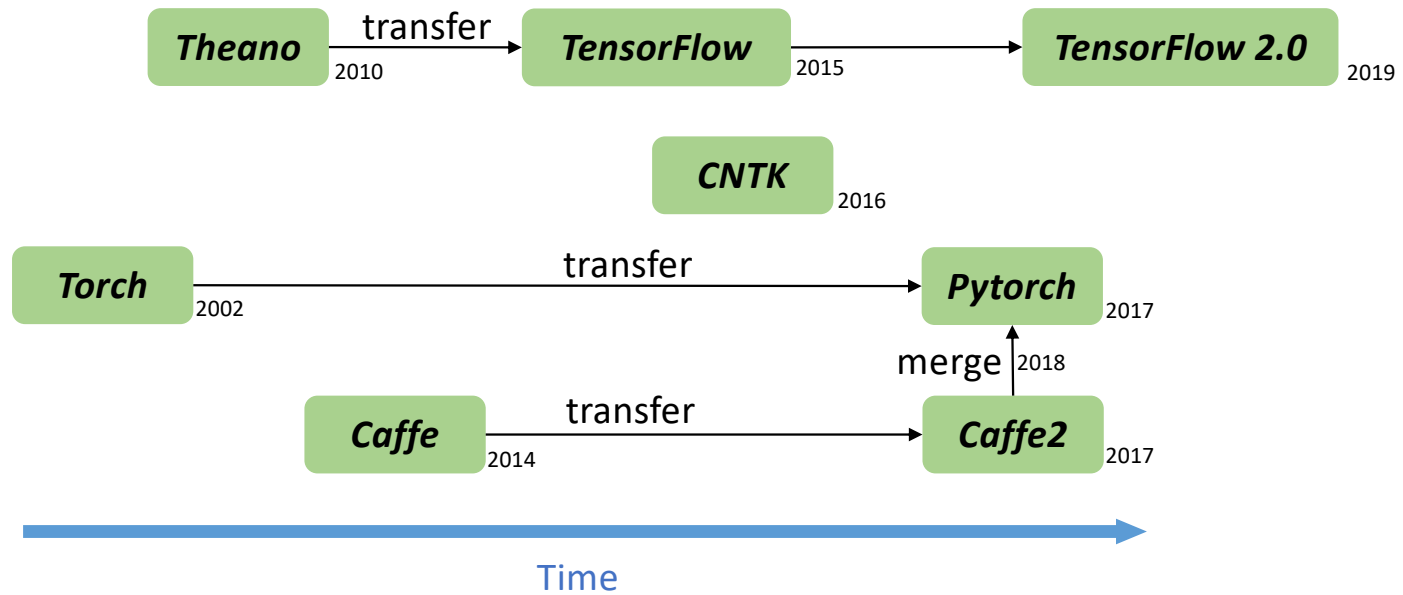 Theano
2010
transfer
TensorFlow
2015
TensorFlow 2.0
2019
CNTK
2016
Torch
2002
transfer
Pytorch
2017
merge
2018
Caffe
2014
transfer
Caffe2
2017
Time